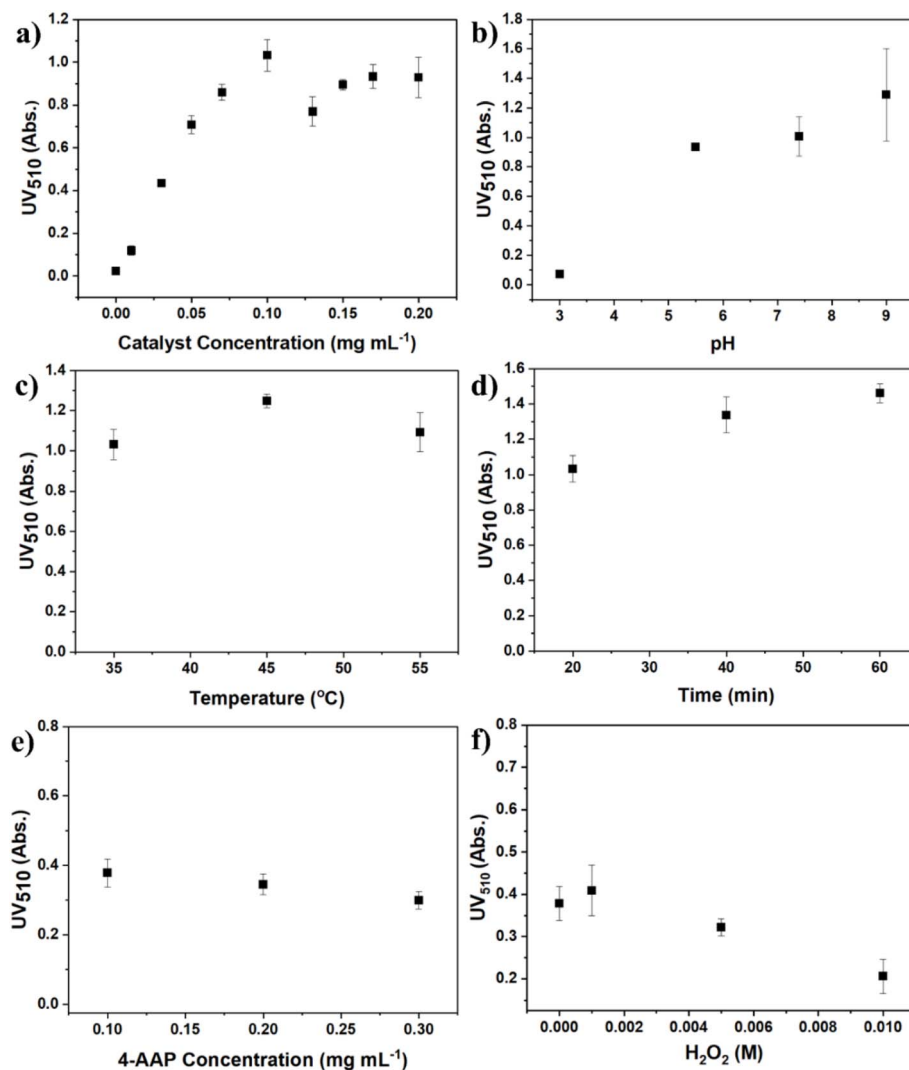 a)
1.2
1.0
0.8
0.6
0.4
0.2
0.0
UV510 (Abs.)
0.00 0.05 0.10 0.15 0.20
Catalyst Concentration (mg mL-1)
b)
1.8
1.6
1.4
1.2
1.0
0.8
0.6
0.4
0.2
0.0
UV510 (Abs.)
3 4 5 6 7 8 9
pH
c)
1.4
1.2
1.0
0.8
0.6
0.4
0.2
0.0
UV510 (Abs.)
35 40 45 50 55
Temperature (oC)
d)
1.6
1.4
1.2
1.0
0.8
0.6
0.4
0.2
0.0
UV510 (Abs.)
20 30 40 50 60
Time (min)
e)
0.8
0.6
0.4
0.2
0.0
UV510 (Abs.)
0.10 0.15 0.20 0.25 0.30
4-AAP Concentration (mg mL-1)
f)
0.8
0.7
0.6
0.5
0.4
0.3
0.2
UV510 (Abs.)
0.000 0.002 0.004 0.006 0.008 0.010
H2O2 (M)